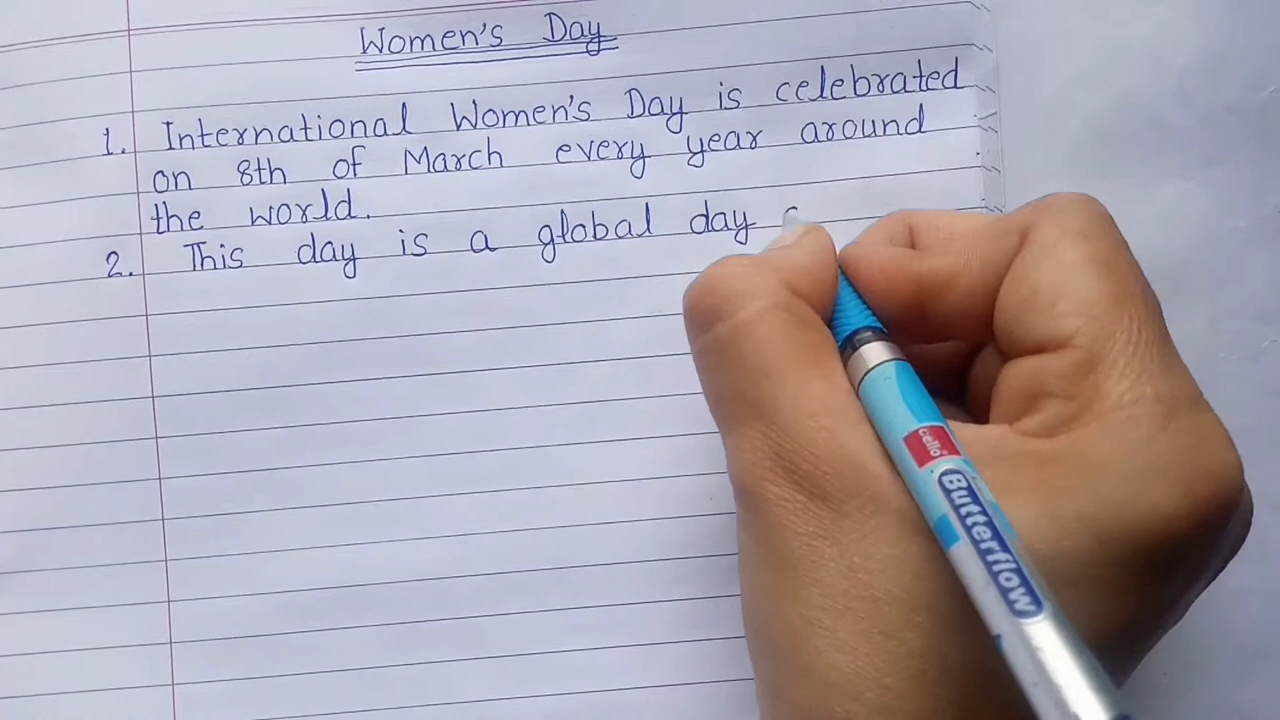 Women's Day
1. International Women's Day is celebrated
on 8th of March every year around
the world.
2. This day is a global day
cello
Butterflow